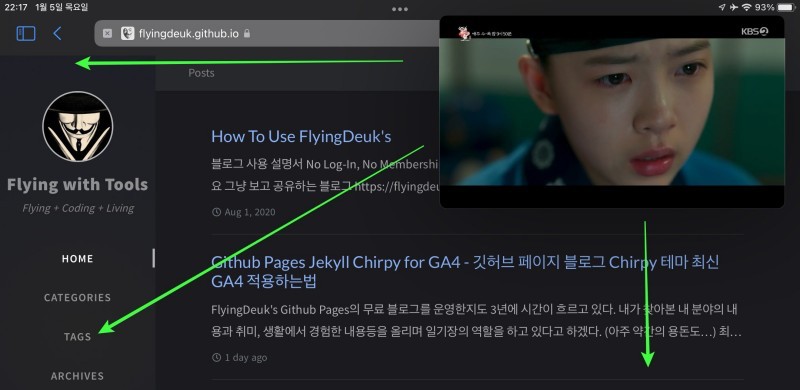 22:17 1월 5일 목요일
93%
flyingdeuk.github.io
KBS2
Posts
Flying with Tools
Flying + Coding + Living
HOME
CATEGORIES
TAGS
ARCHIVES
How To Use FlyingDeuk's
블로그 사용 설명서 No Log-In, No Membershi
요 그냥 보고 공유하는 블로그 https://flyingdeu
Aug 1, 2020
Github Pages Jekyll Chirpy for GA4 - 깃허브 페이지 블로그 Chirpy 테마 최신
GA4 적용하는법
FlyingDeuk's Github Pages의 무료 블로그를 운영한지도 3년에 시간이 흐르고 있다. 내가 찾아본 내 분야의 내
용과 취미, 생활에서 경험한 내용등을 올리며 일기장의 역할을 하고 있다고 하겠다. (아주 약간의 용돈도...) 최...
1 day ago